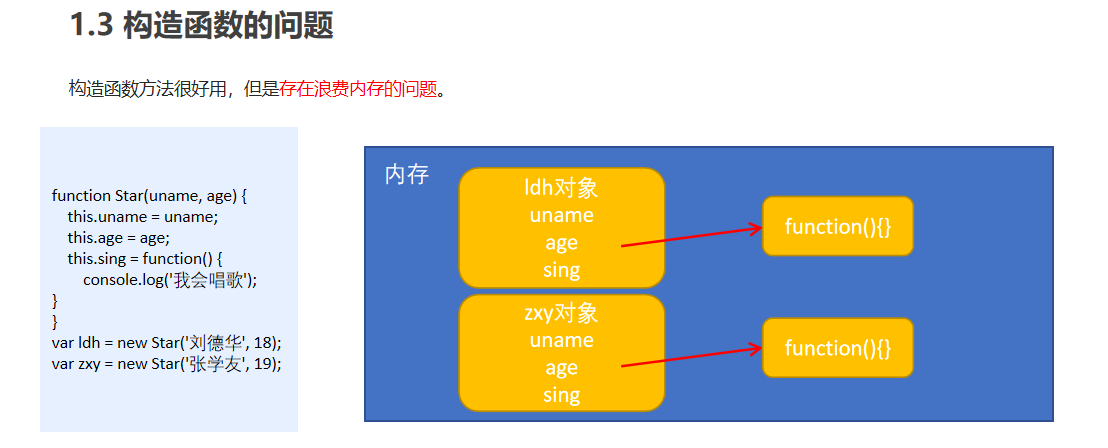 1.3 构造函数的问题
构造函数方法很好用，但是存在浪费内存的问题。
function Star(uname, age) {
this.uname = uname;
this.age = age;
this.sing = function() {
console.log('我会唱歌');
}
}
var ldh = new Star('刘德华', 18);
var zxy = new Star('张学友', 19);
内存
ldh对象
uname
age
sing
function(){}
zxy对象
uname
age
sing
function(){}